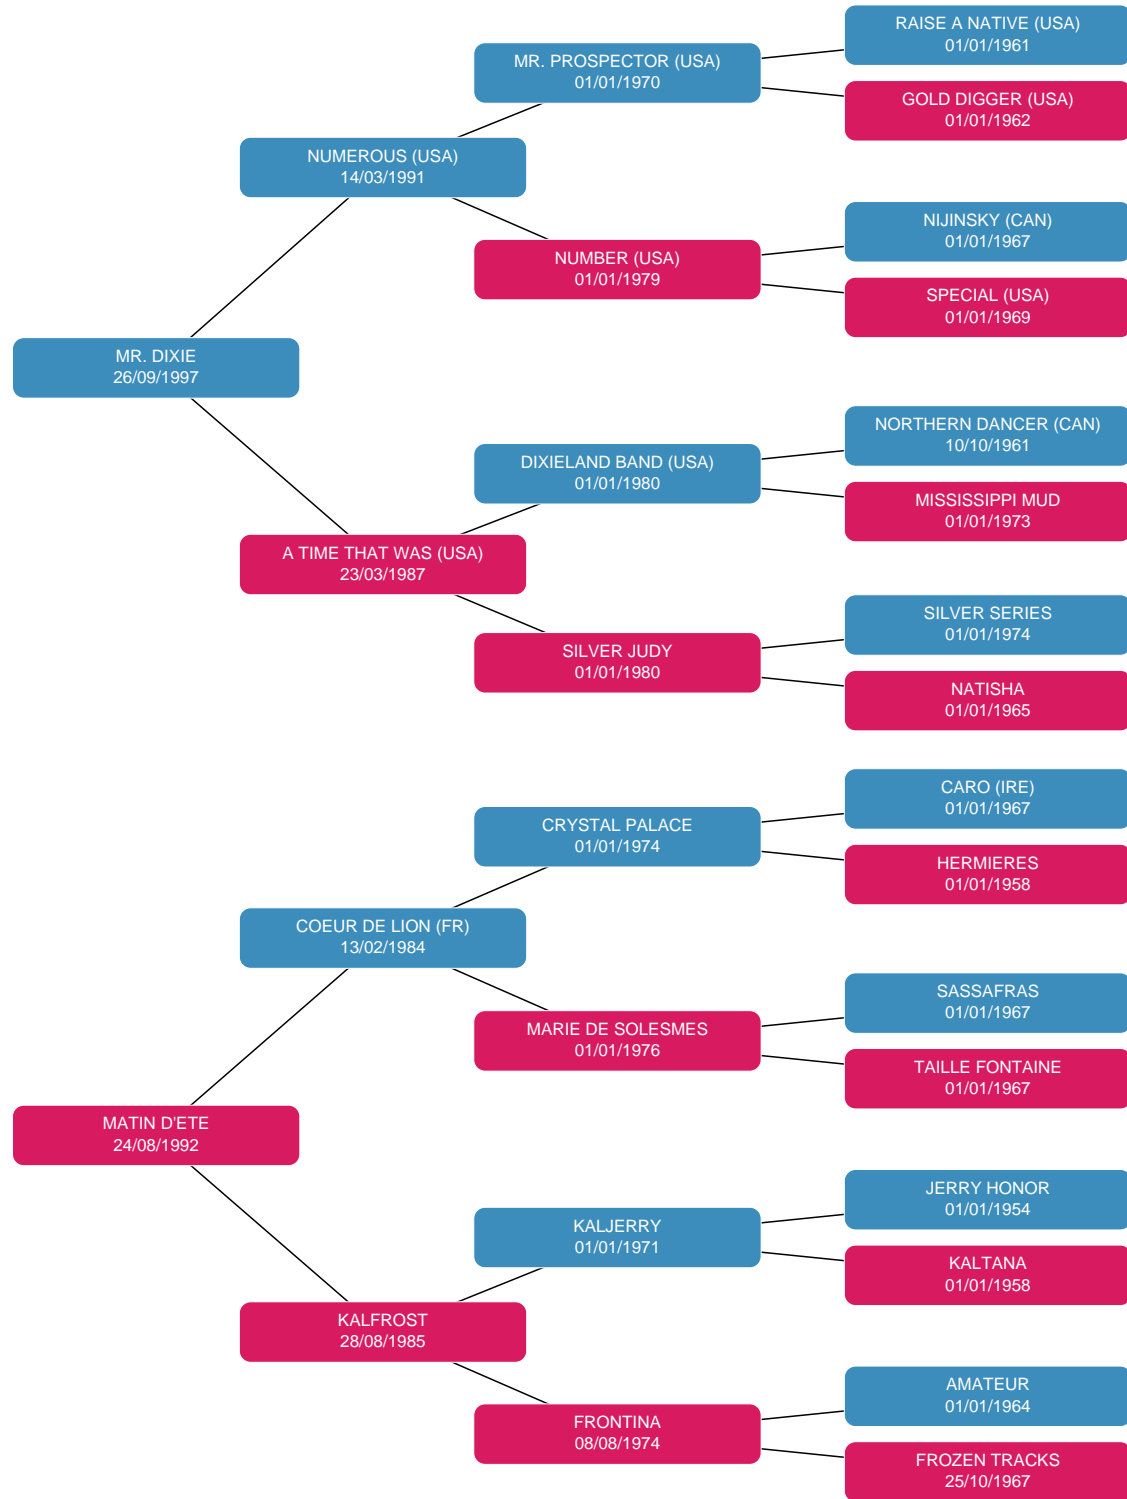 RAISE A NATIVE (USA)
01/01/1961
MR. PROSPECTOR (USA)
01/01/1970
GOLD DIGGER (USA)
01/01/1962
NUMEROUS (USA)
14/03/1991
NIJINSKY (CAN)
01/01/1967
NUMBER (USA)
01/01/1979
SPECIAL (USA)
01/01/1969
MR. DIXIE
26/09/1997
NORTHERN DANCER (CAN)
10/10/1961
DIXIELAND BAND (USA)
01/01/1980
MISSISSIPPI MUD
01/01/1973
A TIME THAT WAS (USA)
23/03/1987
SILVER SERIES
01/01/1974
SILVER JUDY
01/01/1980
NATISHA
01/01/1965
CARO (IRE)
01/01/1967
CRYSTAL PALACE
01/01/1974
HERMIERES
01/01/1958
COEUR DE LION (FR)
13/02/1984
SASSAFRAS
01/01/1967
MARIE DE SOLESMES
01/01/1976
TAILLE FONTAINE
01/01/1967
MATIN D'ETE
24/08/1992
JERRY HONOR
01/01/1954
KALJERRY
01/01/1971
KALTANA
01/01/1958
KALFROST
28/08/1985
AMATEUR
01/01/1964
FRONTINA
08/08/1974
FROZEN TRACKS
25/10/1967